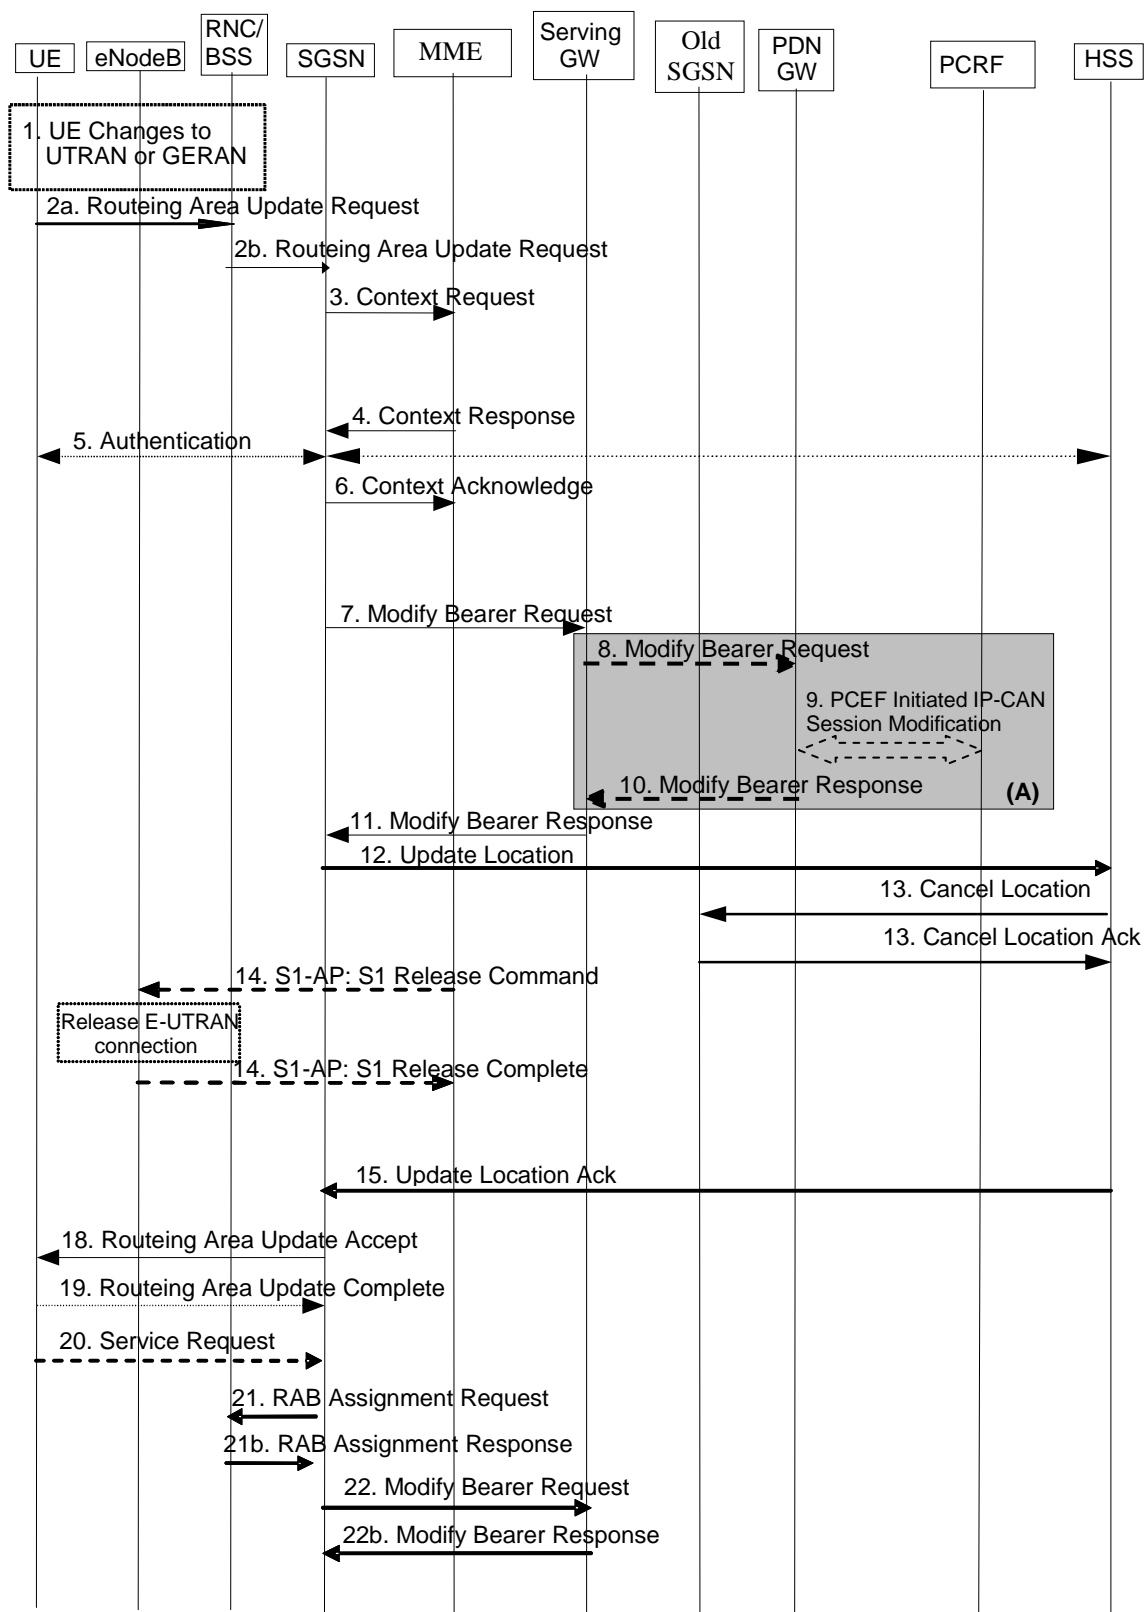 UE
eNodeB
RNC/
BSS
SGSN
MME
Serving
GW
Old
SGSN
PDN
GW
PCRF
HSS
1. UE Changes to
UTRAN or GERAN
2a. Routeing Area Update Request
2b. Routeing Area Update Request
3. Context Request
4. Context Response
5. Authentication
6. Context Acknowledge
7. Modify Bearer Request
8. Modify Bearer Request
9. PCEF Initiated IP-CAN
Session Modification
10. Modify Bearer Response
(A)
11. Modify Bearer Response
12. Update Location
13. Cancel Location
13. Cancel Location Ack
14. S1-AP: S1 Release Command
Release E-UTRAN
connection
14. S1-AP: S1 Release Complete
15. Update Location Ack
18. Routeing Area Update Accept
19. Routeing Area Update Complete
20. Service Request
21. RAB Assignment Request
21b. RAB Assignment Response
22. Modify Bearer Request
22b. Modify Bearer Response